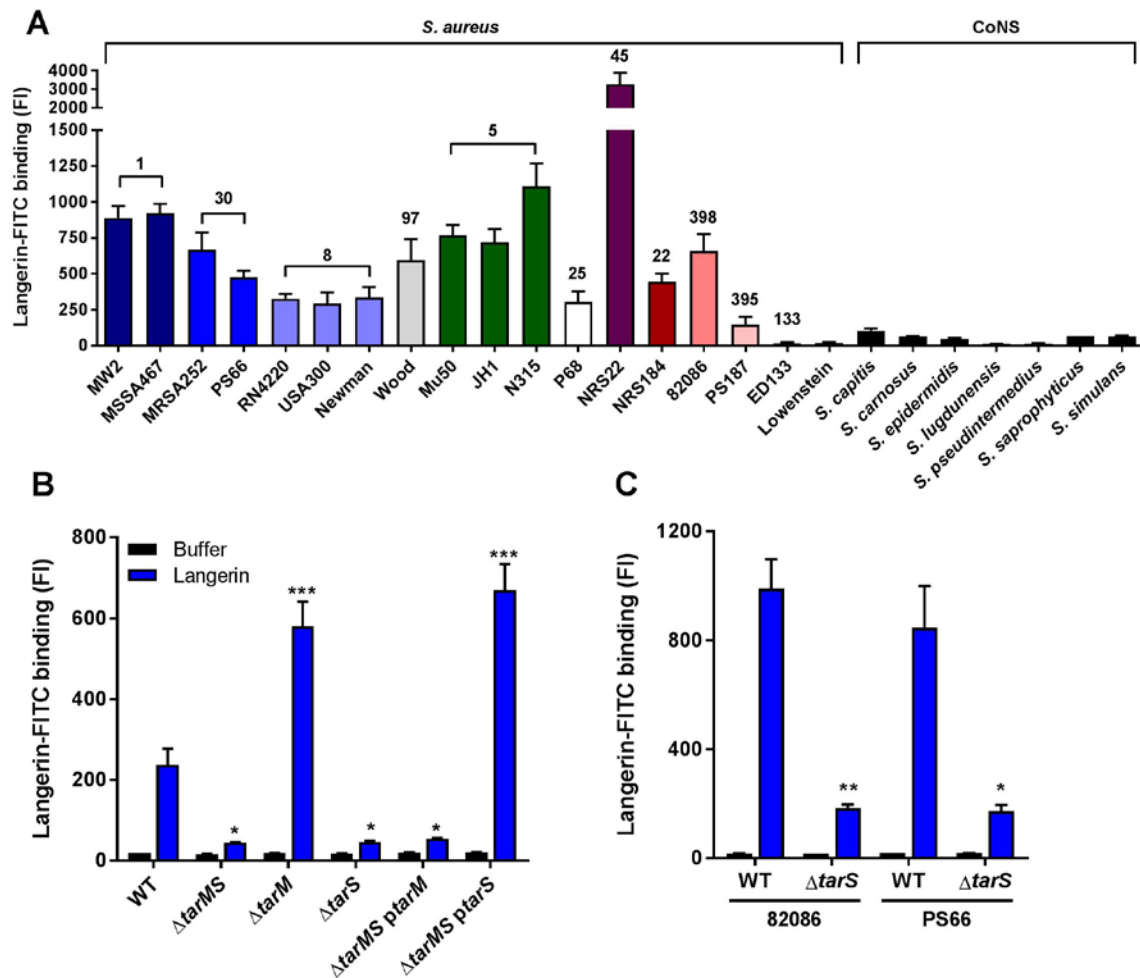 A
S. aureus
CoNS
Langerin-FITC binding (FI)
4000
3000
2000
1500
1250
1000
750
500
250
0
1
30
8
97
5
25
45
22
398
395
133
MW2
MSSA467
MRSA252
PS66
RN4220
USA300
Newman
Wood
Mu50
JH1
N315
P68
NRS22
NRS184
82086
PS187
ED133
Lowenstein
S. capitis
S. carnosus
S. epidermidis
S. lugdunensis
S. pseudintermedius
S. saprophyticus
S. simulans
B
Langerin-FITC binding (FI)
800
600
400
200
0
Buffer
Langerin
*
***
*
*
***
WT
ΔtarMS
ΔtarM
ΔtarS
ΔtarMS ptarM
ΔtarMS ptarS
C
Langerin-FITC binding (FI)
1200
800
400
0
**
*
WT ΔtarS WT ΔtarS
82086 PS66